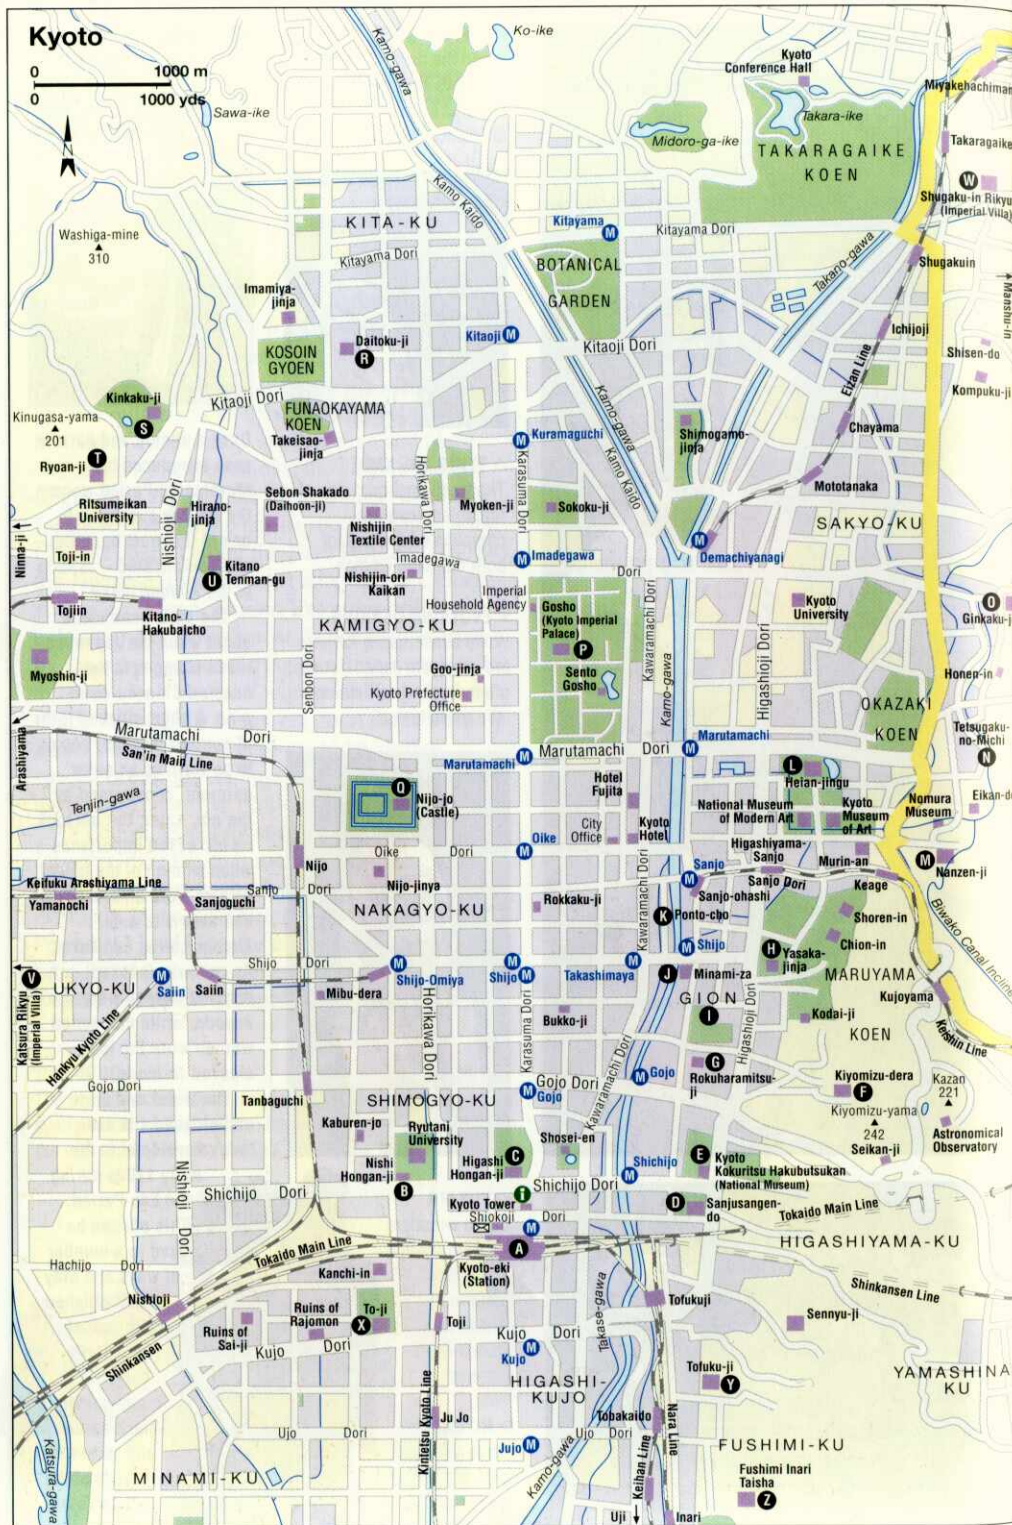 Kyoto
0 1000 m
0 1000 yds
N
Ko-ike
Kamo-gawa
Sawa-ike
Kyoto
Conference Hall
Takara-ike
Midoro-ga-ike
TAKARAGAIKE
KOEN
Miyakehachiman
Takaragaike
W
Shugaku-in Rikyu
(Imperial Villa)
Kamo Kaido
KITA-KU
Kitayama
M
Kitayama Dori
Kitayama Dori
Washiga-mine
310
BOTANICAL
GARDEN
Takano-gawa
Shugakuin
Manshu-in
Imamiya-
jinja
Daitoku-ji
R
Kitaoji
M
Kitaoji Dori
Ichijoji
Shisen-do
Kompuku-ji
KOSOIN
GYOEN
Eizan Line
Kinkaku-ji
S
Kitaoji Dori
Kinugasa-yama
201
FUNAOKAYAMA
KOEN
Takeisao-
jinja
Kamo-gawa
Kamo Kaido
Shimogamo-
jinja
Chayama
M
Kuramaguchi
T
Ryoan-ji
Horikawa Dori
Karasuma Dori
Mototanaka
Ritsumeikan
University
Nishioji Dori
Hirano-
jinja
Sebon Shakado
(Daihoon-ji)
Myoken-ji
Sokoku-ji
Nishijin
Textile Center
SAKYO-KU
Ninna-ji
Toji-in
Kitano
Tenman-gu
U
Imadegawa
Dori
M
Imadegawa
M
Demachiyanagi
Nishijin-ori
Kaikan
Imperial
Household Agency
Tojiin
Kitano-
Hakubaicho
KAMIGYO-KU
Gosho
(Kyoto Imperial
Palace)
P
Kawaramachi Dori
Kyoto
University
O
Ginkaku-ji
Higashioji Dori
Myoshin-ji
Senbon Dori
Goo-jinja
Kyoto Prefecture
Office
Sento
Gosho
Kamo-gawa
Honen-in
OKAZAKI
KOEN
Tetsugaku-
no-Michi
N
Arashiyama
Marutamachi Dori
San'in Main Line
M
Marutamachi
Marutamachi Dori
Marutamachi
M
L
Heian-jingu
Tenjin-gawa
Q
Nijo-jo
(Castle)
Hotel
Fujita
National Museum
of Modern Art
Kyoto
Museum
of Art
Nomura
Museum
Eikan-do
City
Office
Kyoto
Hotel
Oike
M
Oike Dori
Higashiyama-
Sanjo
Murin-an
M
Nanzen-ji
Nijo
Nijo-jinya
Keifuku Arashiyama Line
Yamanochi
Sanjo Dori
Sanjoguchi
Sanjo
M
Sanjo Dori
Sanjo-ohashi
Keage
NAKAGYO-KU
Rokkaku-ji
Kawaramachi Dori
K
Ponto-cho
Shoren-in
Chion-in
Biwako Canal Incline
V
Katsura Rikyu
(Imperial Villa)
UKYO-KU
M
Saiin
Saiin
Shijo Dori
M
Shijo-Omiya
M
Shijo
M
Takashimaya
M
M
Shijo
J
Minami-za
H
Yasaka-
jinja
MARUYAMA
KOEN
Kujoyama
Mibu-dera
GION
I
Kodai-ji
Bukko-ji
Horikawa Dori
Karasuma Dori
Higashioji Dori
Keishin Line
Hankyu Kyoto Line
Gojo Dori
Gojo Dori
M
Gojo
M
Gojo
G
Rokuharamitsu-
ji
Kiyomizu-dera
F
Kazan
221
Tanbaguchi
SHIMOGYO-KU
Kawaramachi Dori
Kiyomizu-yama
242
Astronomical
Observatory
Kaburen-jo
Ryutani
University
Shosei-en
Seikan-ji
Nishi
Hongan-ji
B
C
Higashi
Hongan-ji
Shichijo
M
E
Kyoto
Kokuritsu Hakubutsukan
(National Museum)
Nishioji Dori
Shichijo Dori
Shichijo Dori
Kyoto Tower
i
D
Sanjusangen-
do
Shiokoji Dori
M
Tokaido Main Line
A
Kyoto-eki
(Station)
HIGASHIYAMA-KU
Hachijo Dori
Tokaido Main Line
Kanchi-in
Takase-gawa
Shinkansen Line
Nishioji
Ruins of
Sai-ji
Ruins of
Rajomon
X
To-ji
Toji
Tofukuji
Sennyu-ji
Shinkansen
Kujo Dori
Kujo Dori
M
Kujo
HIGASHI-
KUJO
Tofuku-ji
Y
YAMASHINA
KU
Kintetsu Kyoto Line
Ju Jo
Tobakaido
Nara Line
Ujo Dori
Ujo Dori
Jujo
M
Kamo-gawa
Keihan Line
FUSHIMI-KU
Katsura-gawa
MINAMI-KU
Fushimi Inari
Taisha
Z
Uji
Inari